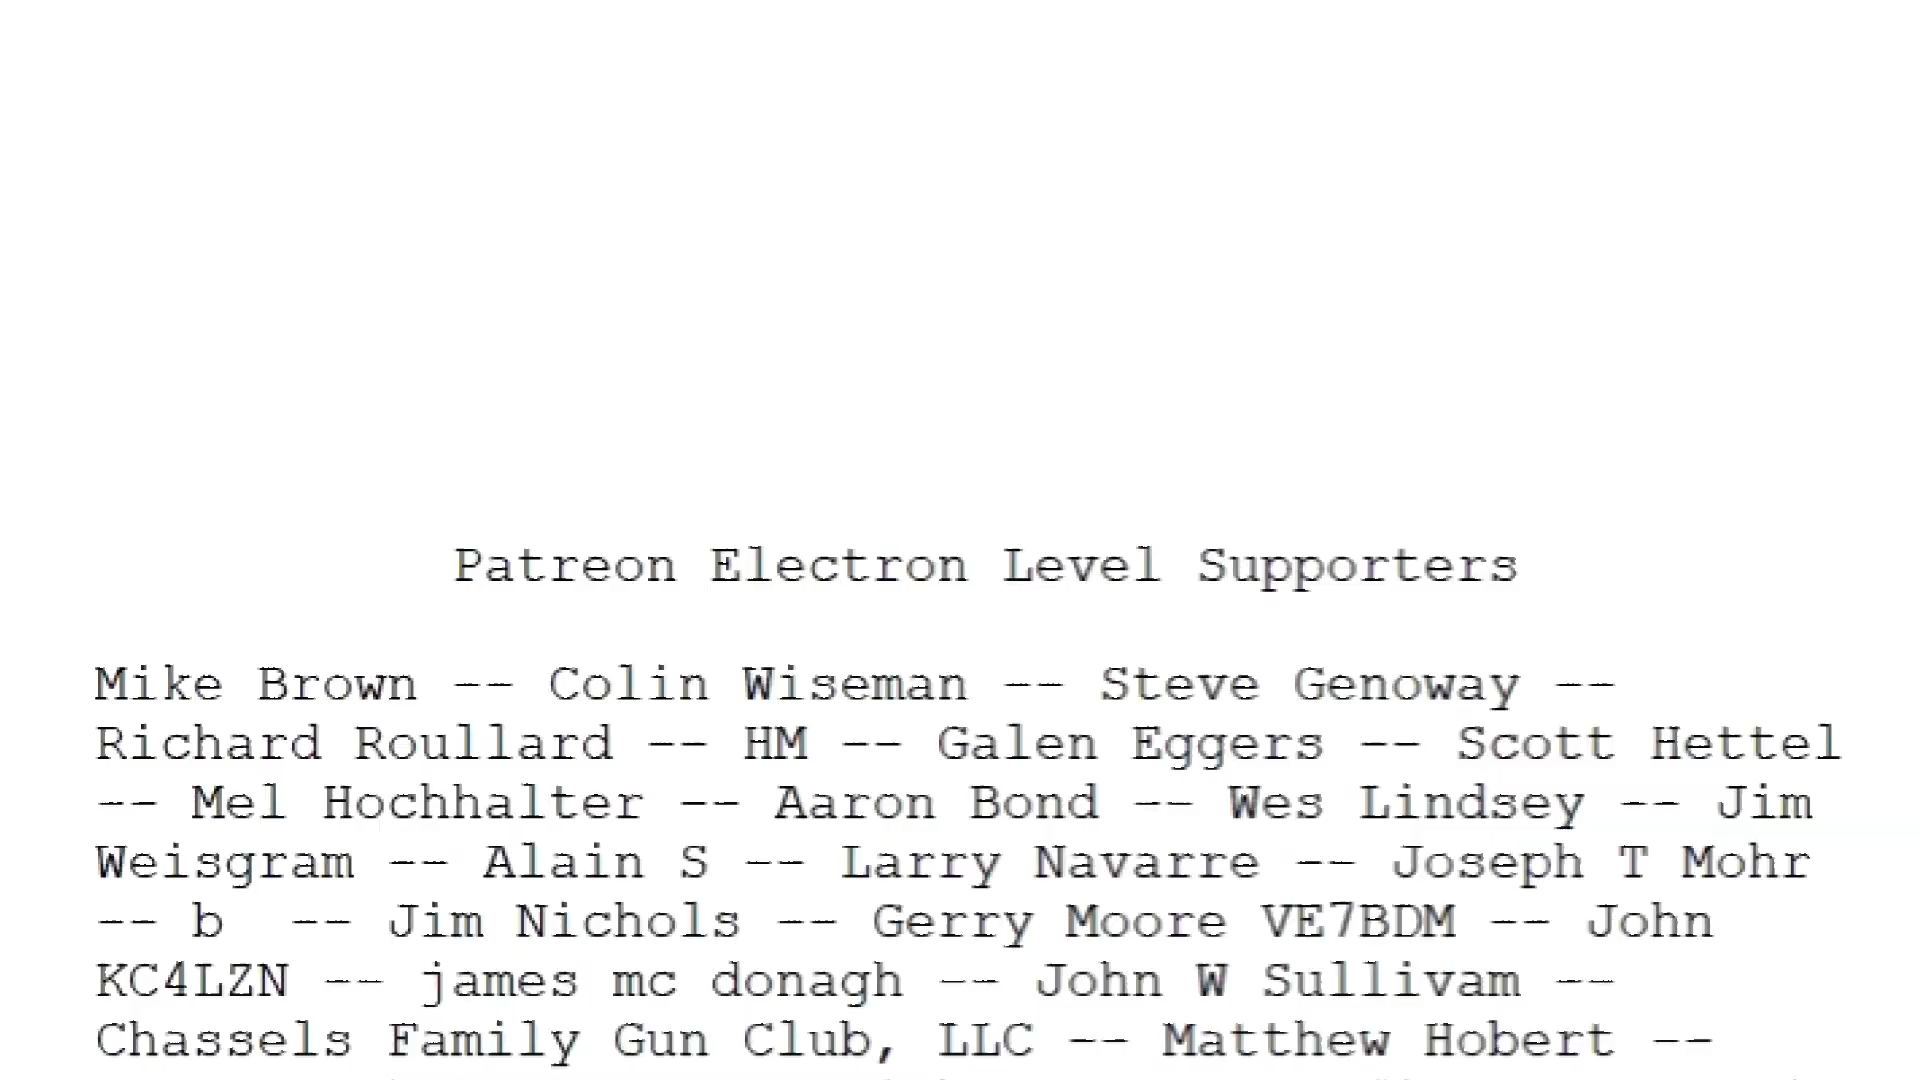 Patreon Electron Level Supporters
Mike Brown -- Colin Wiseman -- Steve Genoway --
Richard Roullard -- HM -- Galen Eggers -- Scott Hettel
-- Mel Hochhalter -- Aaron Bond -- Wes Lindsey -- Jim
Weisgram -- Alain S -- Larry Navarre -- Joseph T Mohr
-- b  -- Jim Nichols -- Gerry Moore VE7BDM -- John
KC4LZN -- james mc donagh -- John W Sullivam --
Chassels Family Gun Club, LLC -- Matthew Hobert --